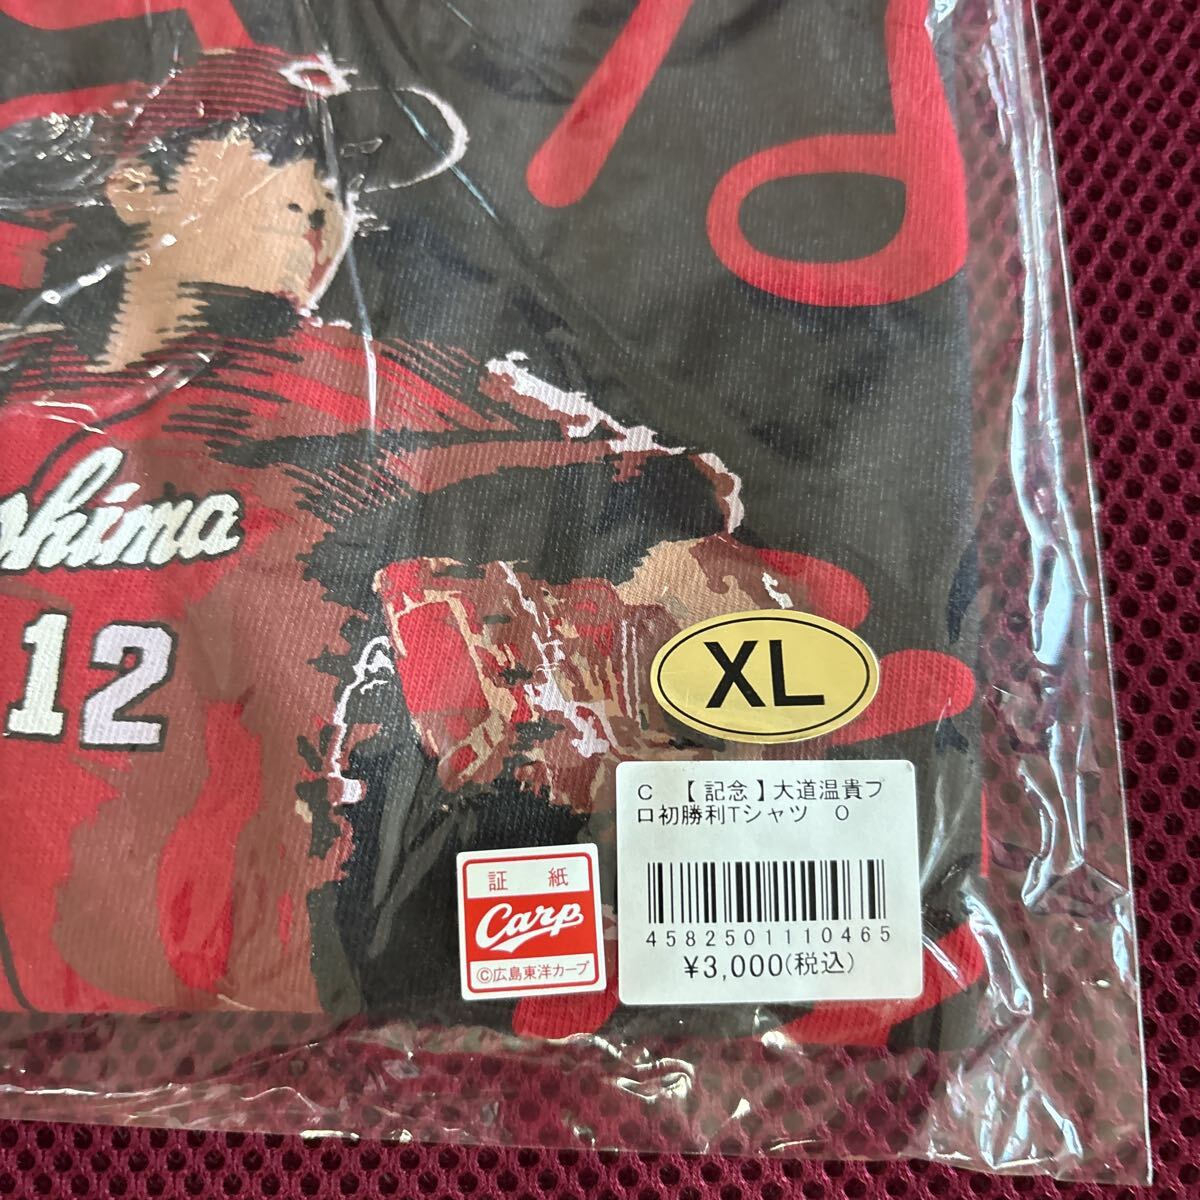 shima
12
XL
C 【記念】大道温貴プ
ロ初勝利Tシャツ O
4582501110465
¥3,000(税込)
証 紙
Carp
©広島東洋カープ